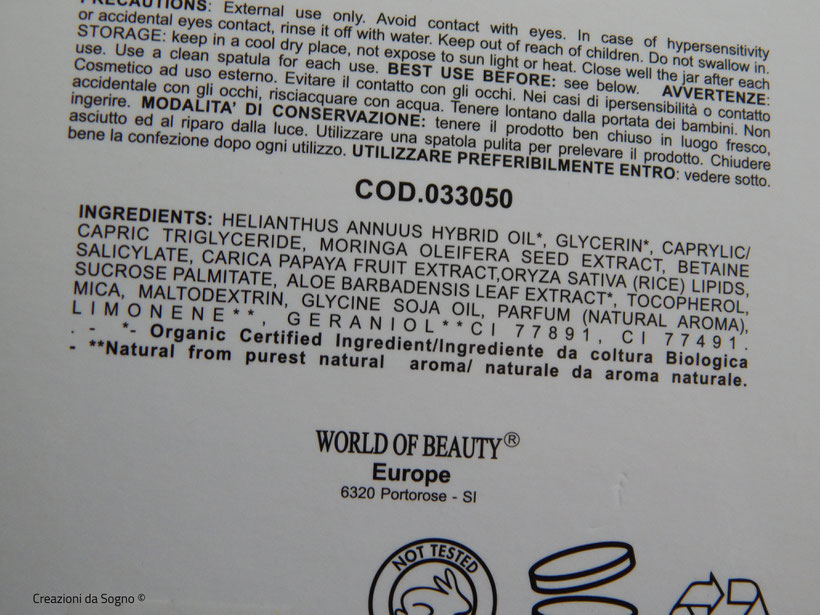 PRECAUTIONS: External use only. Avoid contact with eyes. In case of hypersensitivity
or accidental eyes contact, rinse it off with water. Keep out of reach of children. Do not swallow in.
STORAGE: keep in a cool dry place, not expose to sun light or heat. Close well the jar after each
use. Use a clean spatula for each use. BEST USE BEFORE: see below. AVVERTENZE:
Cosmetico ad uso esterno. Evitare il contatto con gli occhi. Nei casi di ipersensibilità o contatto
accidentale con gli occhi, risciacquare con acqua. Tenere lontano dalla portata dei bambini. Non
ingerire. MODALITA' DI CONSERVAZIONE: tenere il prodotto ben chiuso in luogo fresco,
asciutto ed al riparo dalla luce. Utilizzare una spatola pulita per prelevare il prodotto. Chiudere
bene la confezione dopo ogni utilizzo. UTILIZZARE PREFERIBILMENTE ENTRO: vedere sotto.
COD.033050
INGREDIENTS: HELIANTHUS ANNUUS HYBRID OIL*, GLYCERIN*, CAPRYLIC/
CAPRIC TRIGLYCERIDE, MORINGA OLEIFERA SEED EXTRACT, BETAINE
SALICYLATE, CARICA PAPAYA FRUIT EXTRACT,ORYZA SATIVA (RICE) LIPIDS,
SUCROSE PALMITATE, ALOE BARBADENSIS LEAF EXTRACT*, TOCOPHEROL,
MICA, MALTODEXTRIN, GLYCINE SOJA OIL, PARFUM (NATURAL AROMA),
LIMONENE**, GERANIOL**CI 77891, CI 77491.
. - *- Organic Certified Ingredient/Ingrediente da coltura Biologica
- **Natural from purest natural aroma/ naturale da aroma naturale.
WORLD OF BEAUTY®
Europe
6320 Portorose - SI
NOT TESTED
Creazioni da Sogno ©